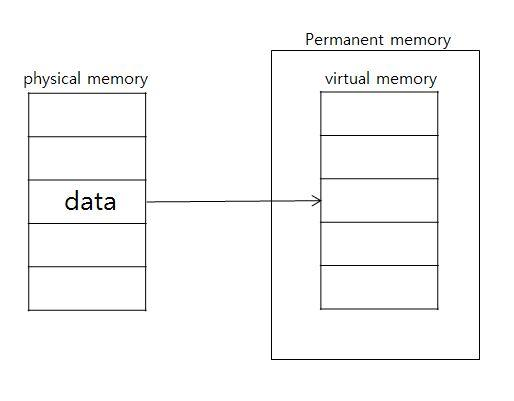 Permanent memory
physical memory
virtual memory
data